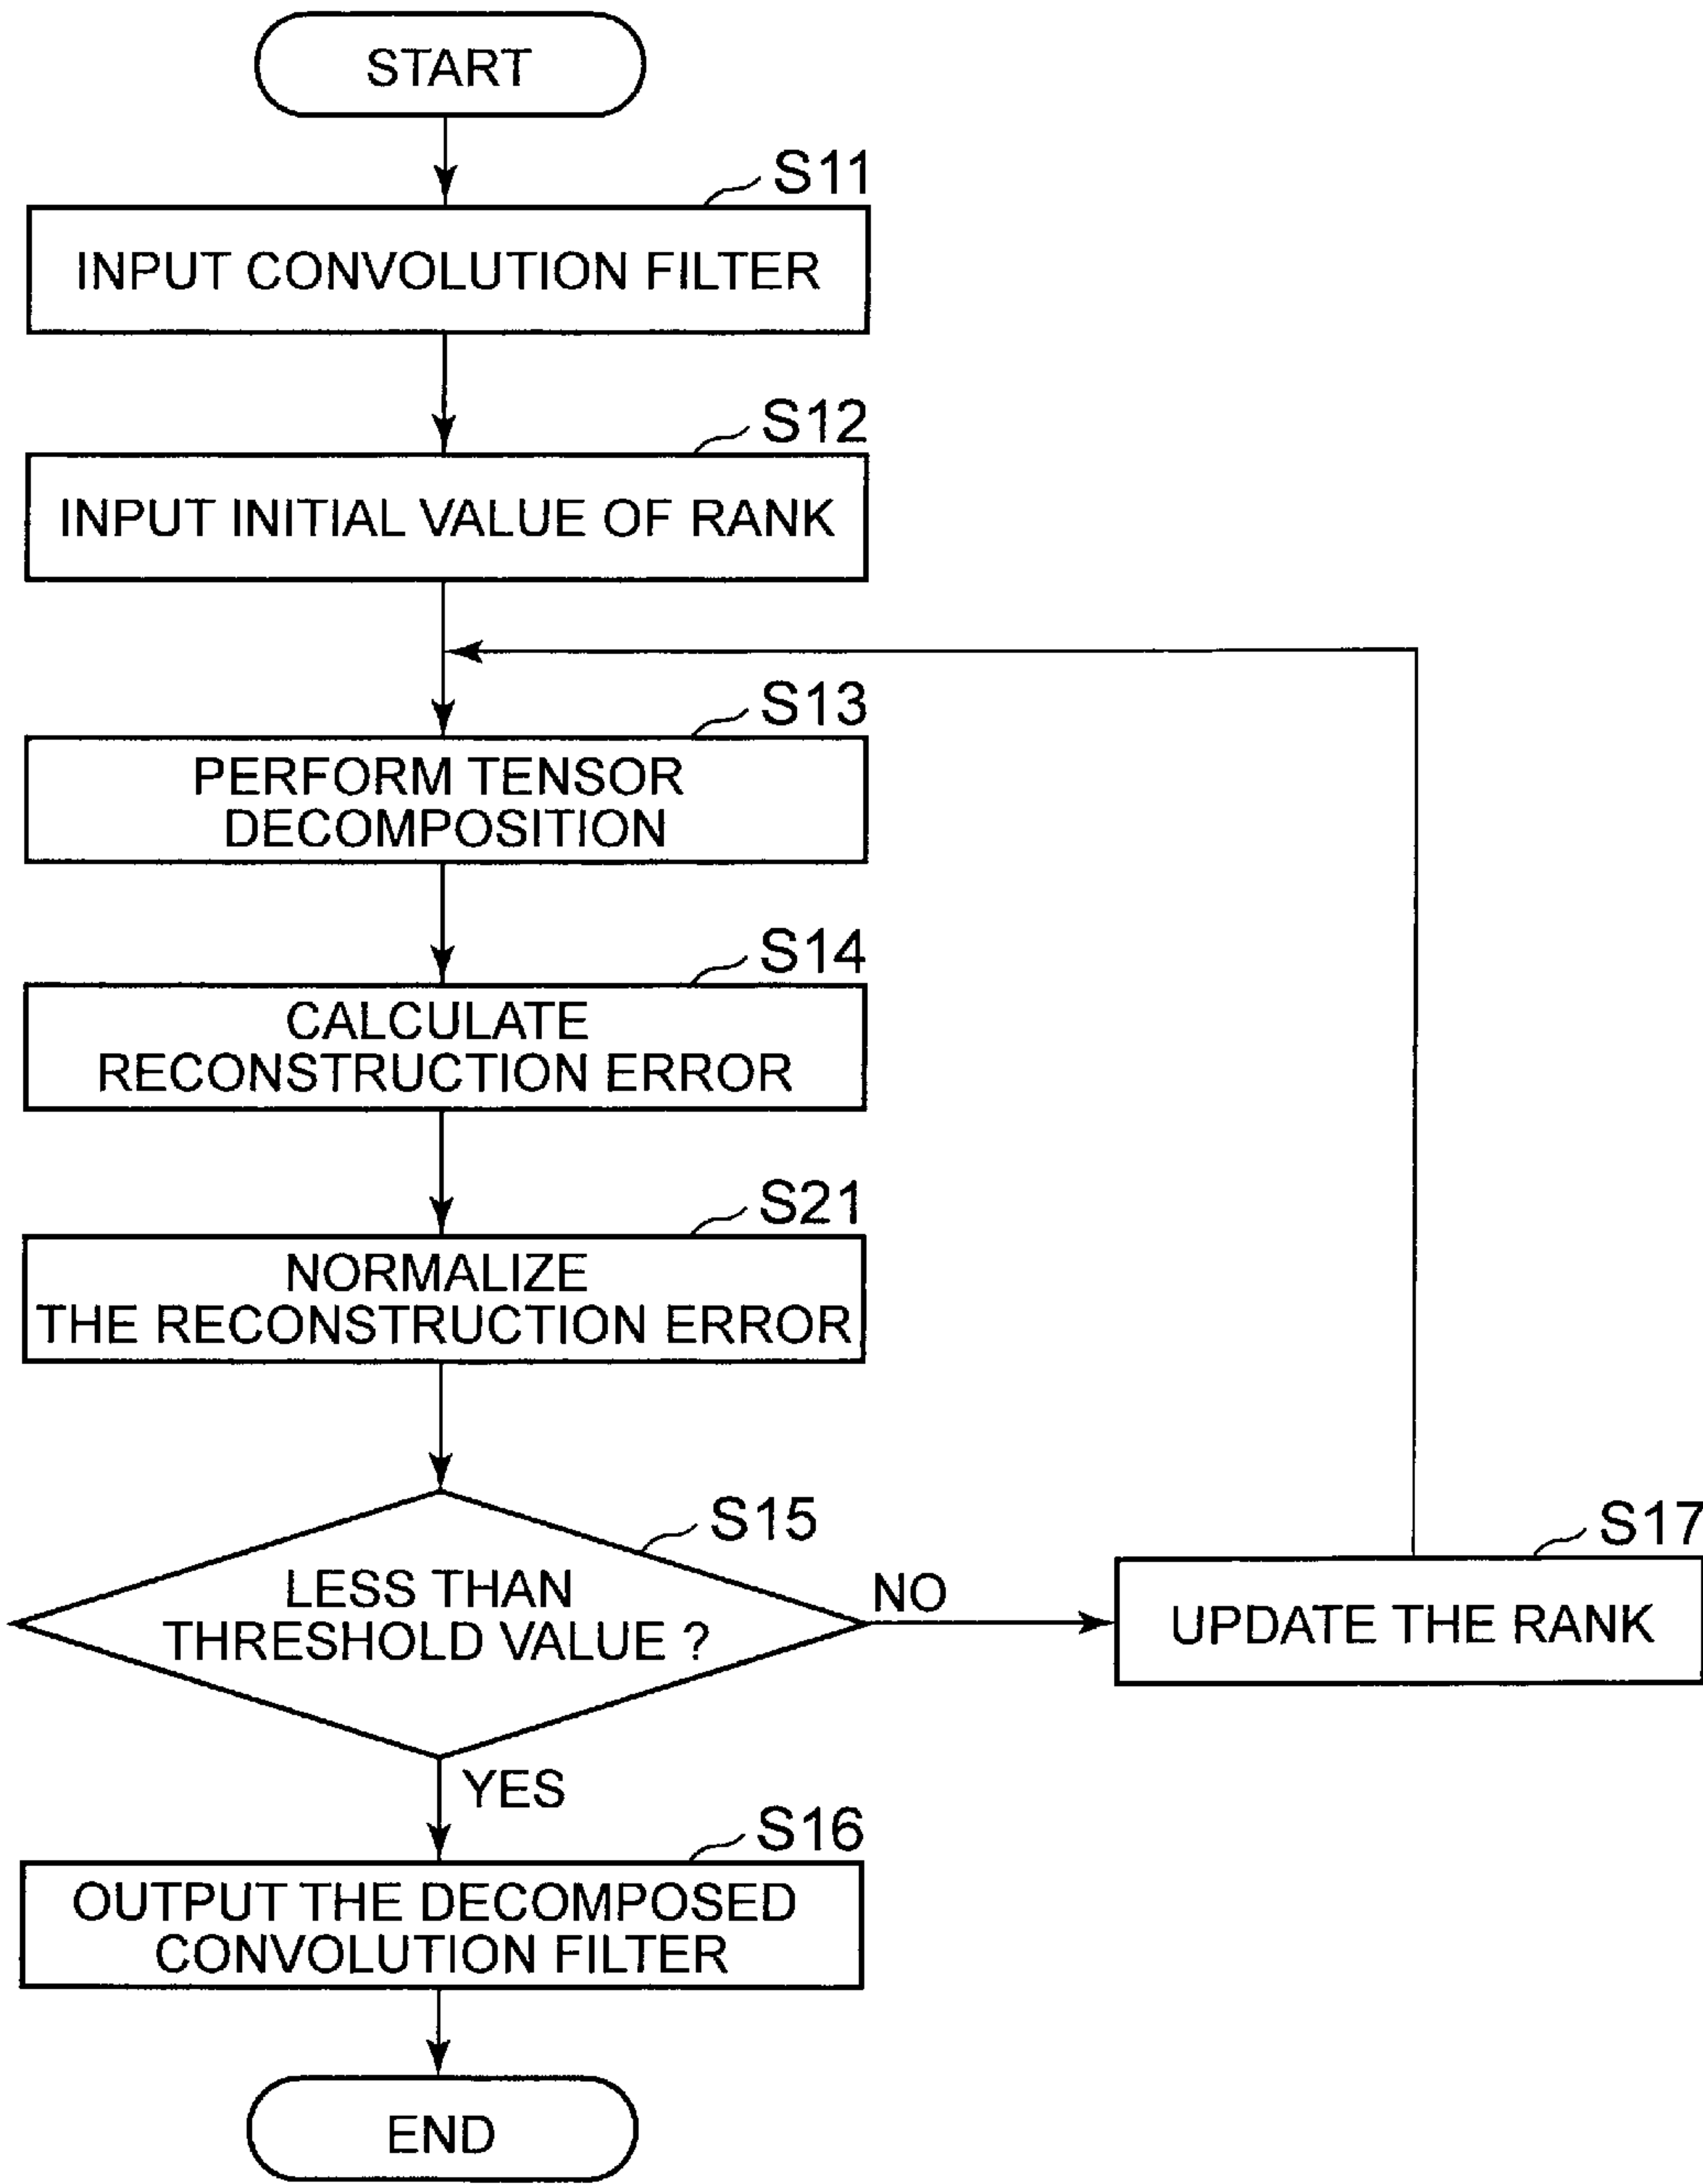 START
S11
INPUT CONVOLUTION FILTER
S12
INPUT INITIAL VALUE OF RANK
S13
PERFORM TENSOR
DECOMPOSITION
S14
CALCULATE
RECONSTRUCTION ERROR
S21
NORMALIZE
THE RECONSTRUCTION ERROR
S15
LESS THAN
THRESHOLD VALUE ?
NO
S17
UPDATE THE RANK
YES
S16
OUTPUT THE DECOMPOSED
CONVOLUTION FILTER
END